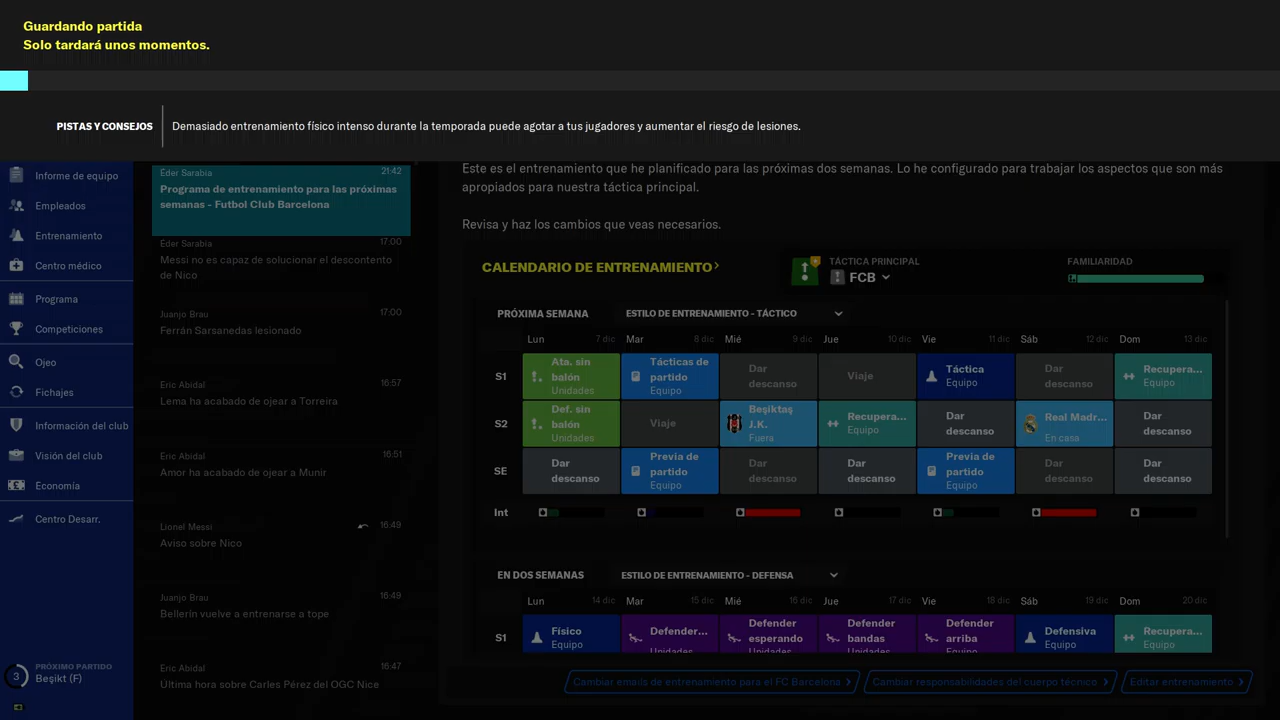 Guardando partida
Solo tardará unos momentos.
PISTAS Y CONSEJOS
Demasiado entrenamiento físico intenso durante la temporada puede agotar a tus jugadores y aumentar el riesgo de lesiones.
Informe de equipo
Empleados
Entrenamiento
Centro médico
Programa
Competiciones
Ojeo
Fichajes
Información del club
Visión del club
Economía
Centro Desarr.
PRÓXIMO PARTIDO
3
Beşikt (F)
Éder Sarabia 21:42
Programa de entrenamiento para las próximas
semanas - Futbol Club Barcelona
Éder Sarabia 17:00
Messi no es capaz de solucionar el descontento
de Nico
Juanjo Brau 17:00
Ferrán Sarsanedas lesionado
Eric Abidal 16:57
Lema ha acabado de ojear a Torreira
Eric Abidal 16:51
Amor ha acabado de ojear a Munir
Lionel Messi 16:49
Aviso sobre Nico
Juanjo Brau 16:49
Bellerín vuelve a entrenarse a tope
Eric Abidal 16:47
Última hora sobre Carles Pérez del OGC Nice
Este es el entrenamiento que he planificado para las próximas dos semanas. Lo he configurado para trabajar los aspectos que son más
apropiados para nuestra táctica principal.
Revisa y haz los cambios que veas necesarios.
CALENDARIO DE ENTRENAMIENTO
TÁCTICA PRINCIPAL
FCB
FAMILIARIDAD
PRÓXIMA SEMANA ESTILO DE ENTRENAMIENTO - TÁCTICO
Lun 7 dic Mar 8 dic Mié 9 dic Jue 10 dic Vie 11 dic Sáb 12 dic Dom 13 dic
S1
Ata. sin
balón
Unidades
Tácticas de
partido
Equipo
Dar
descanso
Viaje
Táctica
Equipo
Dar
descanso
Recupera...
Equipo
S2
Def. sin
balón
Unidades
Viaje
Beşiktaş
J.K.
Fuera
Recupera...
Equipo
Dar
descanso
Real Madr...
En casa
Dar
descanso
SE
Dar
descanso
Previa de
partido
Equipo
Dar
descanso
Dar
descanso
Previa de
partido
Equipo
Dar
descanso
Dar
descanso
Int
EN DOS SEMANAS ESTILO DE ENTRENAMIENTO - DEFENSA
Lun 14 dic Mar 15 dic Mié 16 dic Jue 17 dic Vie 18 dic Sáb 19 dic Dom 20 dic
S1
Físico
Equipo
Defender...
Unidades
Defender
esperando
Unidades
Defender
bandas
Unidades
Defender
arriba
Unidades
Defensiva
Equipo
Recupera...
Equipo
Cambiar emails de entrenamiento para el FC Barcelona
Cambiar responsabilidades del cuerpo técnico
Editar entrenamiento